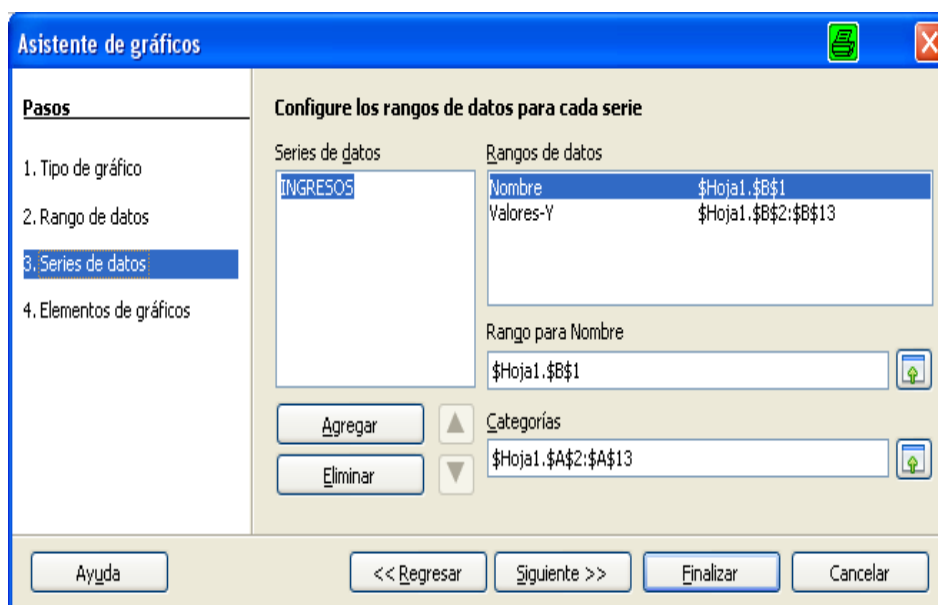 Asistente de gráficos
Pasos
1. Tipo de gráfico
2. Rango de datos
3. Series de datos
4. Elementos de gráficos
Configure los rangos de datos para cada serie
Series de datos
INGRESOS
Agregar
Eliminar
Rangos de datos
Nombre $Hoja1.$B$1
Valores-Y $Hoja1.$B$2:$B$13
Rango para Nombre
$Hoja1.$B$1
Categorías
$Hoja1.$A$2:$A$13
Ayuda << Regresar Siguiente >> Finalizar Cancelar